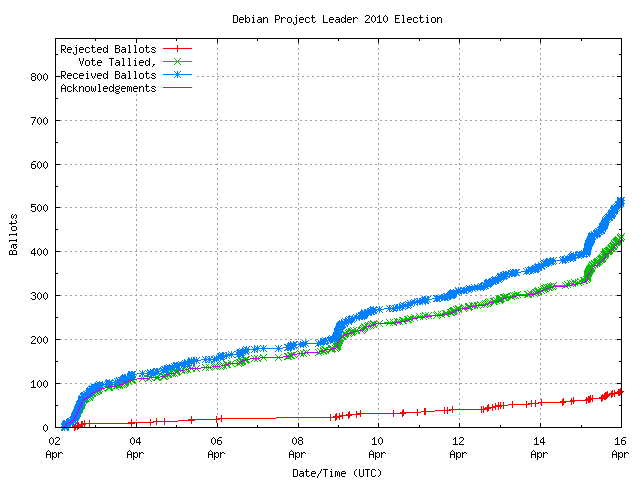 Debian Project Leader 2010 Election
Rejected Ballots
Vote Tallied,
Received Ballots
Acknowledgements
800
700
600
500
400
300
200
100
0
Ballots
02 04 06 08 10 12 14 16
Apr Apr Apr Apr Apr Apr Apr Apr
Date/Time (UTC)